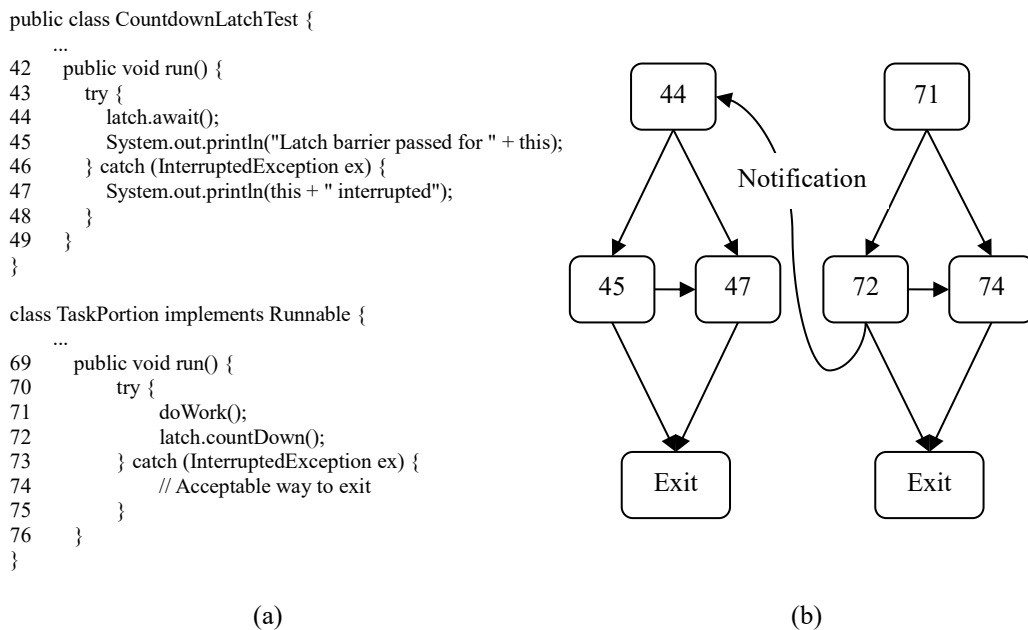 public class CountdownLatchTest {
...
42 public void run() {
43 try {
44 latch.await();
45 System.out.println("Latch barrier passed for " + this);
46 } catch (InterruptedException ex) {
47 System.out.println(this + " interrupted");
48 }
49 }
}
class TaskPortion implements Runnable {
...
69 public void run() {
70 try {
71 doWork();
72 latch.countDown();
73 } catch (InterruptedException ex) {
74 // Acceptable way to exit
75 }
76 }
}
(a)
44 71
Notification
45 47 72 74
Exit Exit
(b)